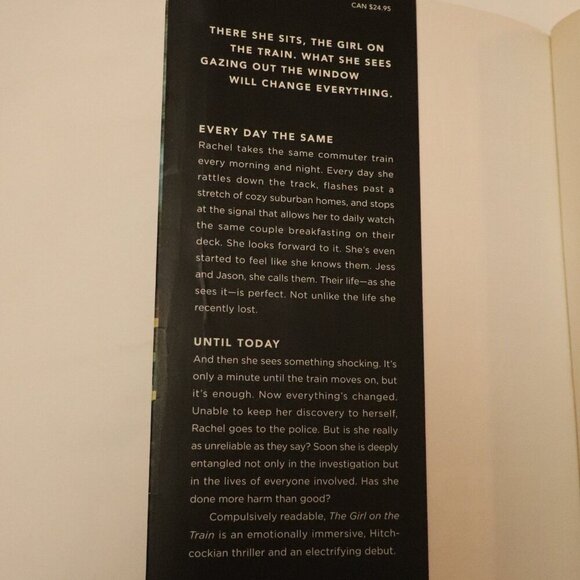 CAN $24.95
THERE SHE SITS, THE GIRL ON
THE TRAIN. WHAT SHE SEES
GAZING OUT THE WINDOW
WILL CHANGE EVERYTHING.
EVERY DAY THE SAME
Rachel takes the same commuter train
every morning and night. Every day she
rattles down the track, flashes past a
stretch of cozy suburban homes, and stops
at the signal that allows her to daily watch
the same couple breakfasting on their
deck. She looks forward to it. She's even
started to feel like she knows them. Jess
and Jason, she calls them. Their life—as she
sees it—is perfect. Not unlike the life she
recently lost.
UNTIL TODAY
And then she sees something shocking. It's
only a minute until the train moves on, but
it's enough. Now everything's changed.
Unable to keep her discovery to herself,
Rachel goes to the police. But is she really
as unreliable as they say? Soon she is deeply
entangled not only in the investigation but
in the lives of everyone involved. Has she
done more harm than good?
Compulsively readable, The Girl on the
Train is an emotionally immersive, Hitch-
cockian thriller and an electrifying debut.